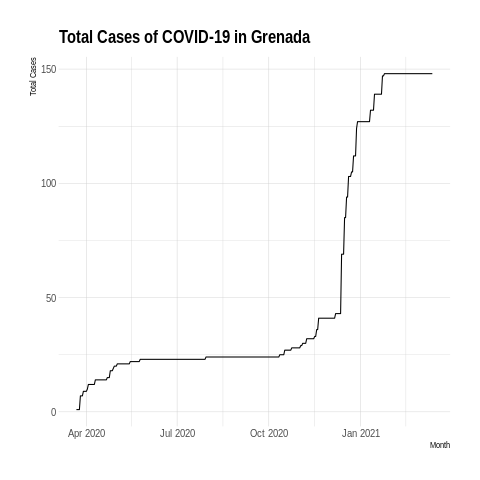 Total Cases of COVID-19 in Grenada
Total Cases
150
100
50
0
Apr 2020 Jul 2020 Oct 2020 Jan 2021
Month